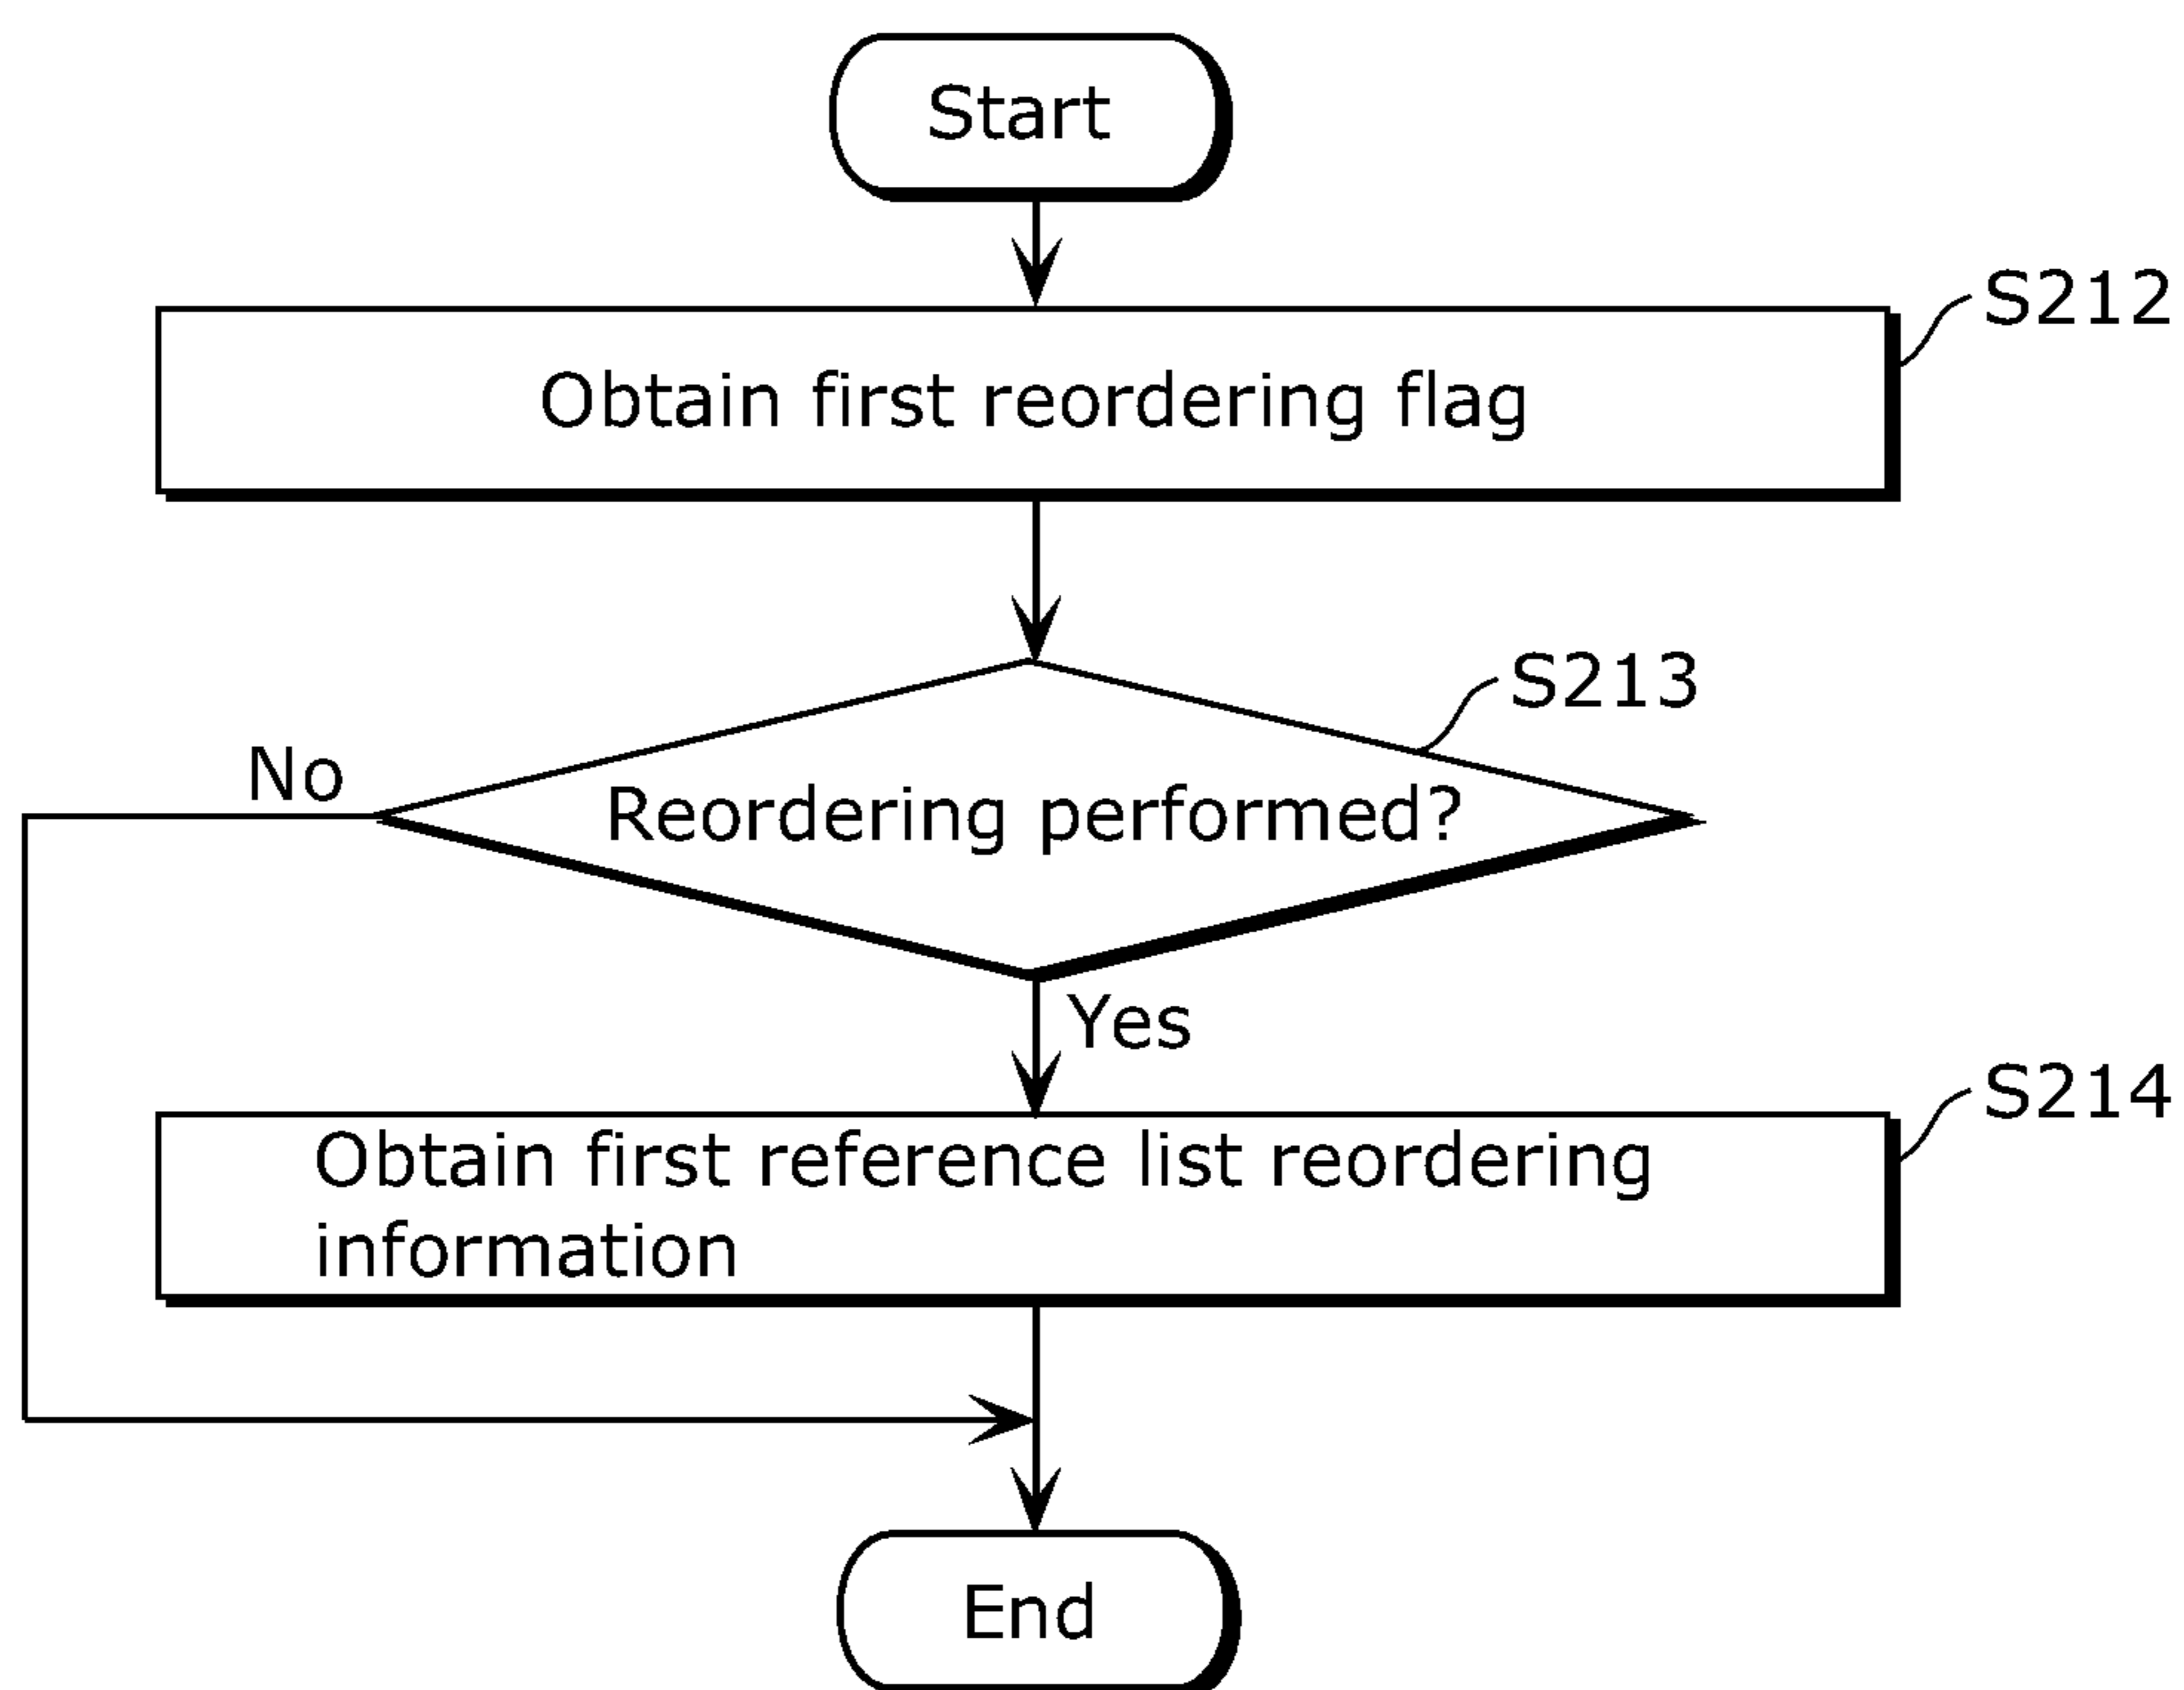 Start
S212
Obtain first reordering flag
S213
No
Reordering performed?
Yes
S214
Obtain first reference list reordering
information
End